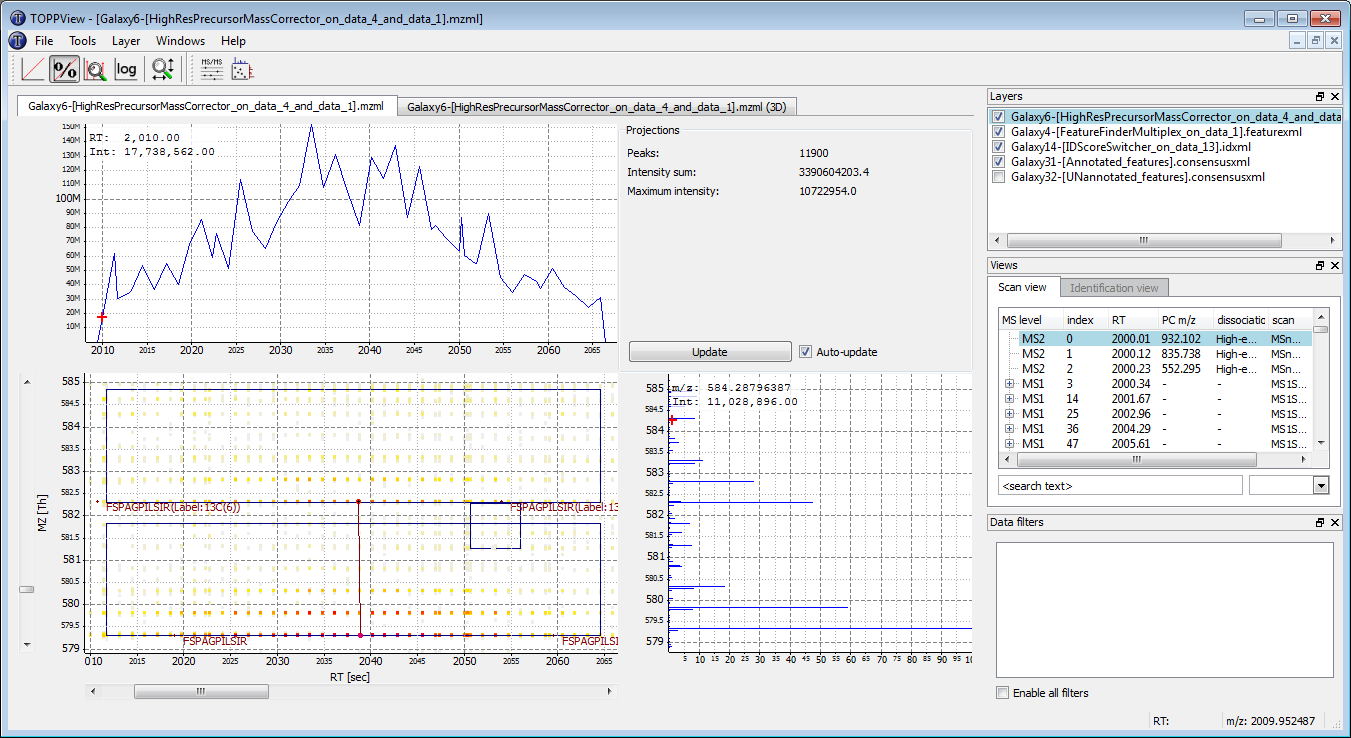 TOPPView - [Galaxy6-[HighResPrecursorMassCorrector_on_data_4_and_data_1].mzml]
File Tools Layer Windows Help
log
MS/MS
Galaxy6-[HighResPrecursorMassCorrector_on_data_4_and_data_1].mzml
Galaxy6-[HighResPrecursorMassCorrector_on_data_4_and_data_1].mzml (3D)
150M
140M
130M
120M
110M
100M
90M
80M
70M
60M
50M
40M
30M
20M
10M
RT: 2,010.00
Int: 17,738,562.00
2010 2015 2020 2025 2030 2035 2040 2045 2050 2055 2060 2065
Projections
Peaks: 11900
Intensity sum: 3390604203.4
Maximum intensity: 10722954.0
Update
Auto-update
585
584.5
584
583.5
583
582.5
582
581.5
581
580.5
580
579.5
579
MZ [Th]
FSPAGPILSIR(Label:13C(6))
FSPAGPILSIR(Label:13
FSPAGPILSIR
FSPAGPILSI
010 2015 2020 2025 2030 2035 2040 2045 2050 2055 2060 2065
RT [sec]
m/z: 584.28796387
Int: 11,028,896.00
585
584.5
584
583.5
583
582.5
582
581.5
581
580.5
580
579.5
579
5 10 15 20 25 30 35 40 45 50 55 60 65 70 75 80 85 90 95 10
Layers
Galaxy6-[HighResPrecursorMassCorrector_on_data_4_and_data
Galaxy4-[FeatureFinderMultiplex_on_data_1].featurexml
Galaxy14-[IDScoreSwitcher_on_data_13].idxml
Galaxy31-[Annotated_features].consensusxml
Galaxy32-[UNannotated_features].consensusxml
Views
Scan view
Identification view
MS level index RT PC m/z dissociatic scan
MS2 0 2000.01 932.102 High-e... MSn...
MS2 1 2000.12 835.738 High-e... MSn...
MS2 2 2000.23 552.295 High-e... MSn...
MS1 3 2000.34 - - MS1S...
MS1 14 2001.67 - - MS1S...
MS1 25 2002.96 - - MS1S...
MS1 36 2004.29 - - MS1S...
MS1 47 2005.61 - - MS1S...
<search text>
Data filters
Enable all filters
RT:
m/z: 2009.952487